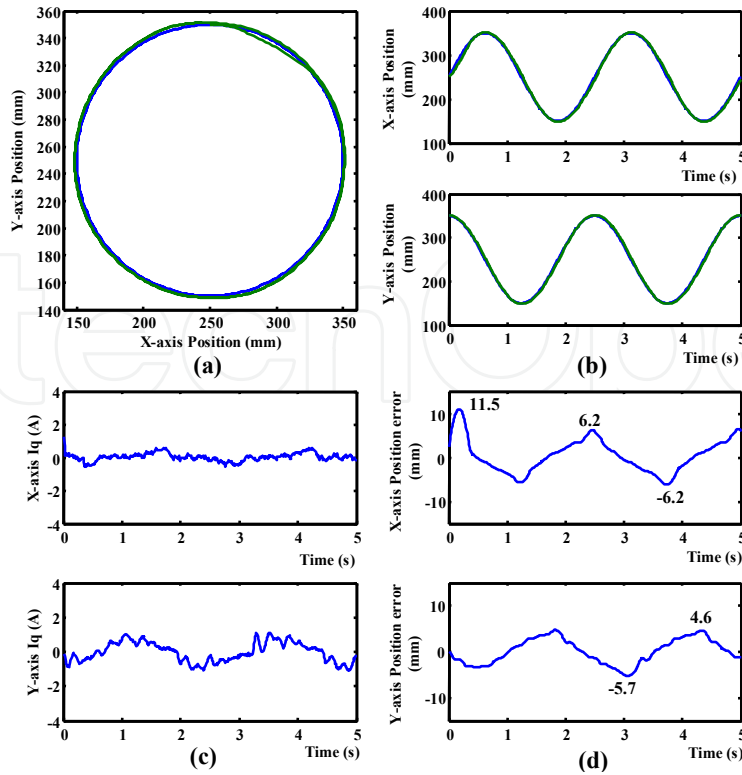 360
340
320
300
280
260
240
220
200
180
160
140
150 200 250 300 350
Y-axis Position (mm)
X-axis Position (mm)
(a)
400
300
200
100
0 1 2 3 4 5
X-axis Position
(mm)
Time (s)
400
300
200
100
0 1 2 3 4 5
Y-axis Position
(mm)
Time (s)
(b)
4
2
0
-2
-4
0 1 2 3 4 5
X-axis Iq (A)
Time (s)
4
2
0
-2
-4
0 1 2 3 4 5
Y-axis Iq (A)
Time (s)
(c)
10
0
-10
0 1 2 3 4 5
X-axis Position error
(mm)
11.5
6.2
-6.2
Time (s)
10
0
-10
0 1 2 3 4 5
Y-axis Position error
(mm)
4.6
-5.7
Time (s)
(d)